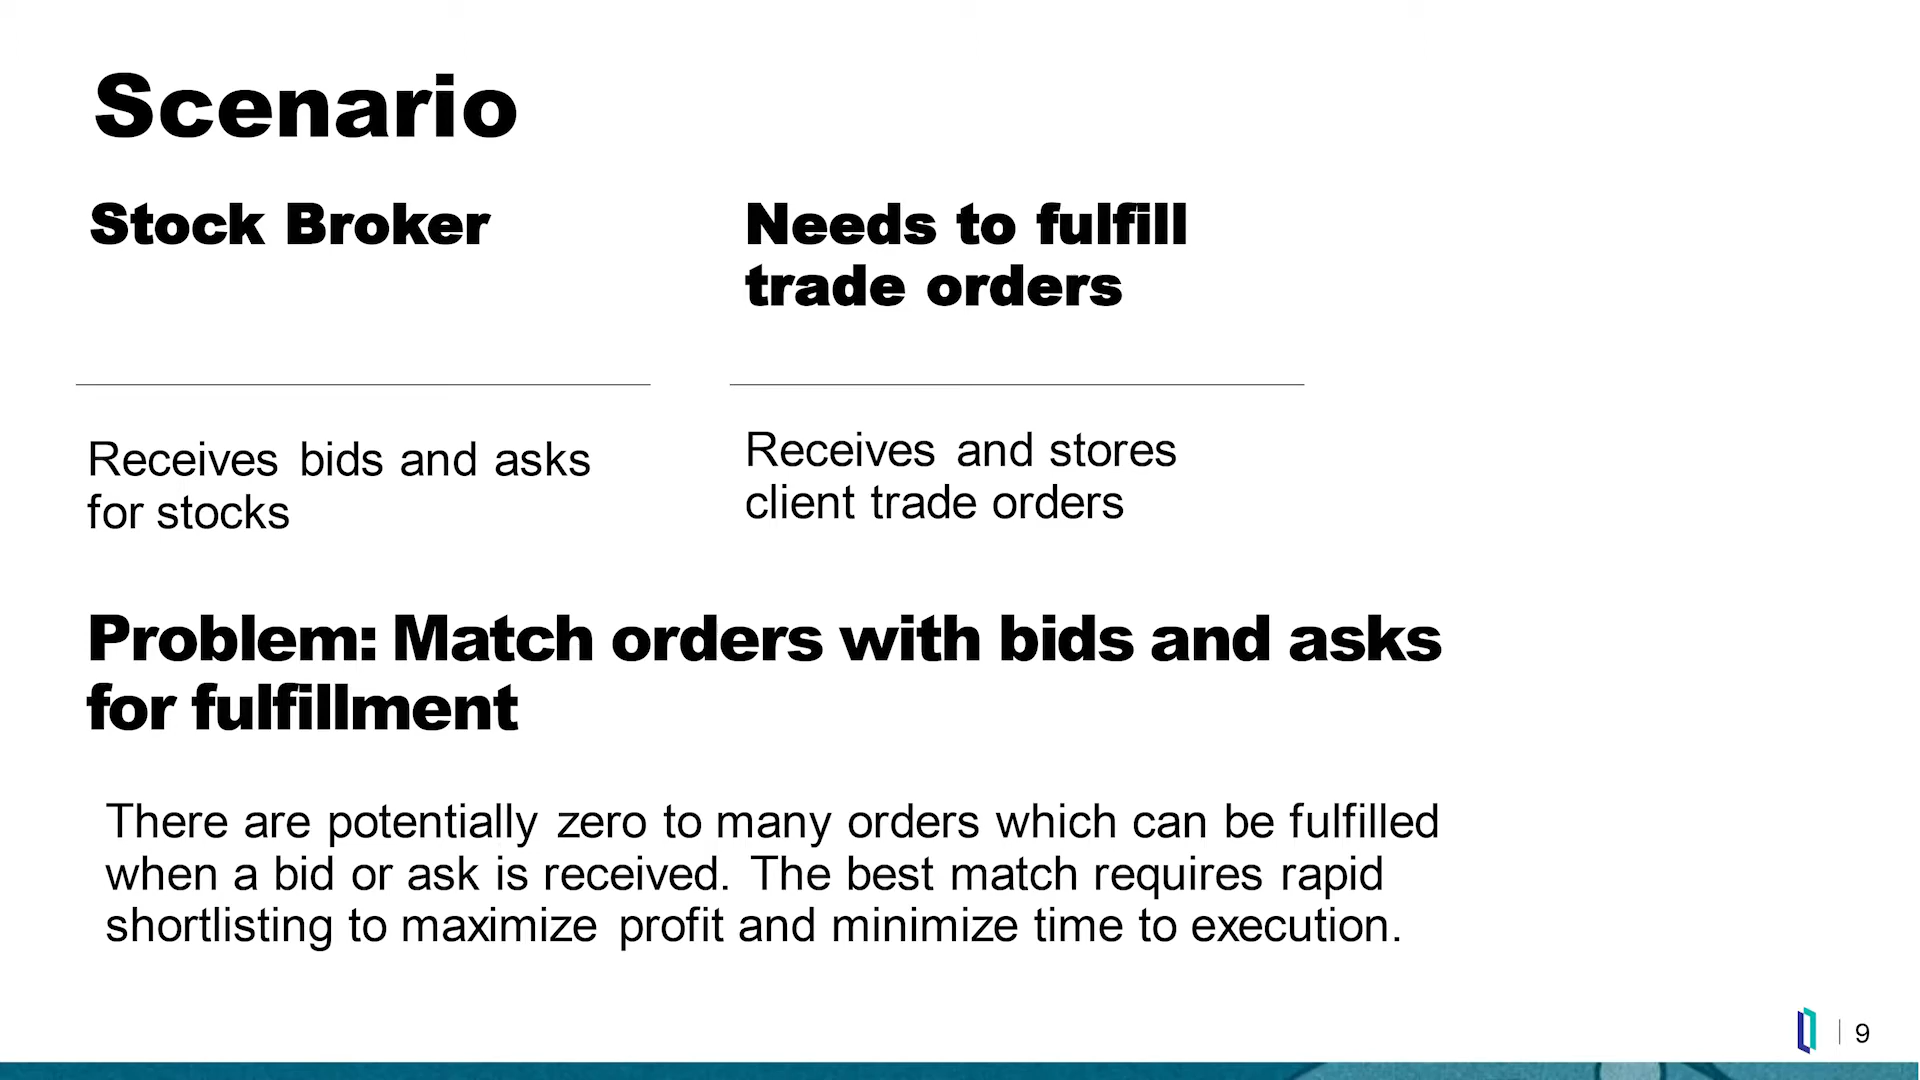 Scenario
Stock Broker
Needs to fulfill
trade orders
Receives bids and asks
for stocks
Receives and stores
client trade orders
Problem: Match orders with bids and asks
for fulfillment
There are potentially zero to many orders which can be fulfilled
when a bid or ask is received. The best match requires rapid
shortlisting to maximize profit and minimize time to execution.
9